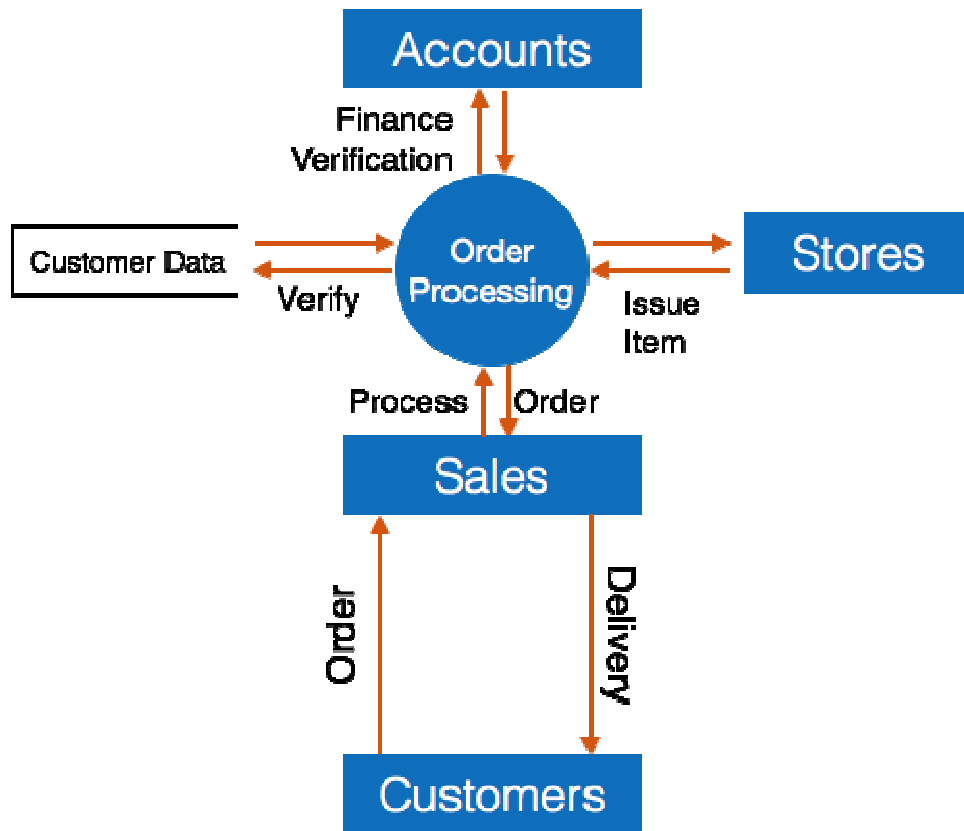 Accounts
Finance
Verification
Customer Data
Order
Processing
Stores
Verify
Issue
Item
Process
Order
Sales
Order
Delivery
Customers